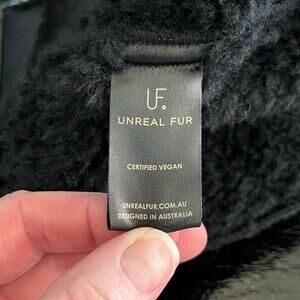 UF.
UNREAL FUR
CERTIFIED VEGAN
UNREALFUR.COM.AU
DESIGNED IN AUSTRALIA